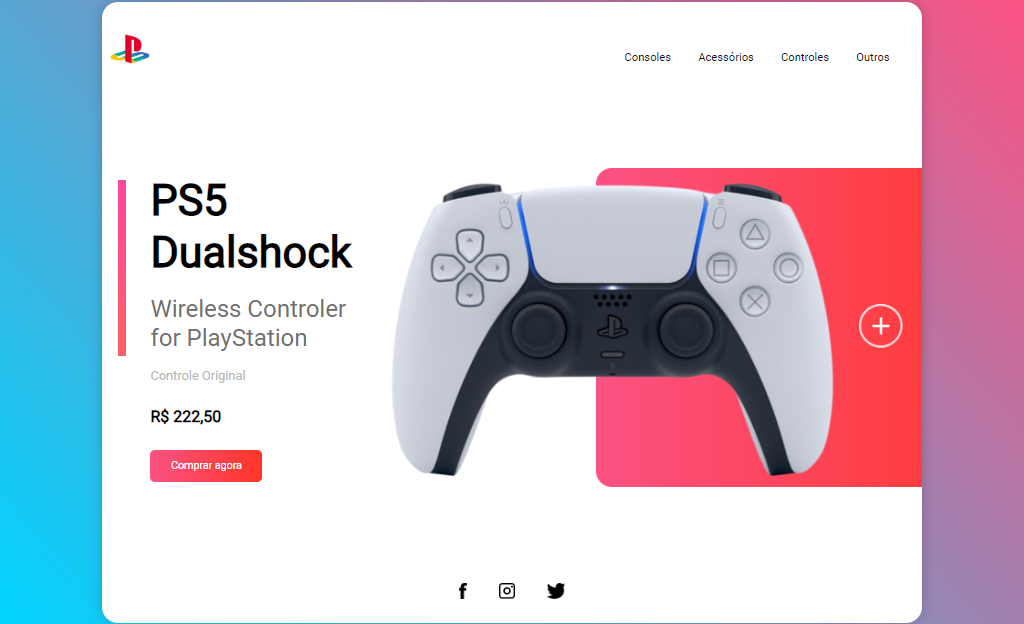 Consoles
Acessórios
Controles
Outros
PS5
Dualshock
Wireless Controler
for PlayStation
Controle Original
R$ 222,50
Comprar agora